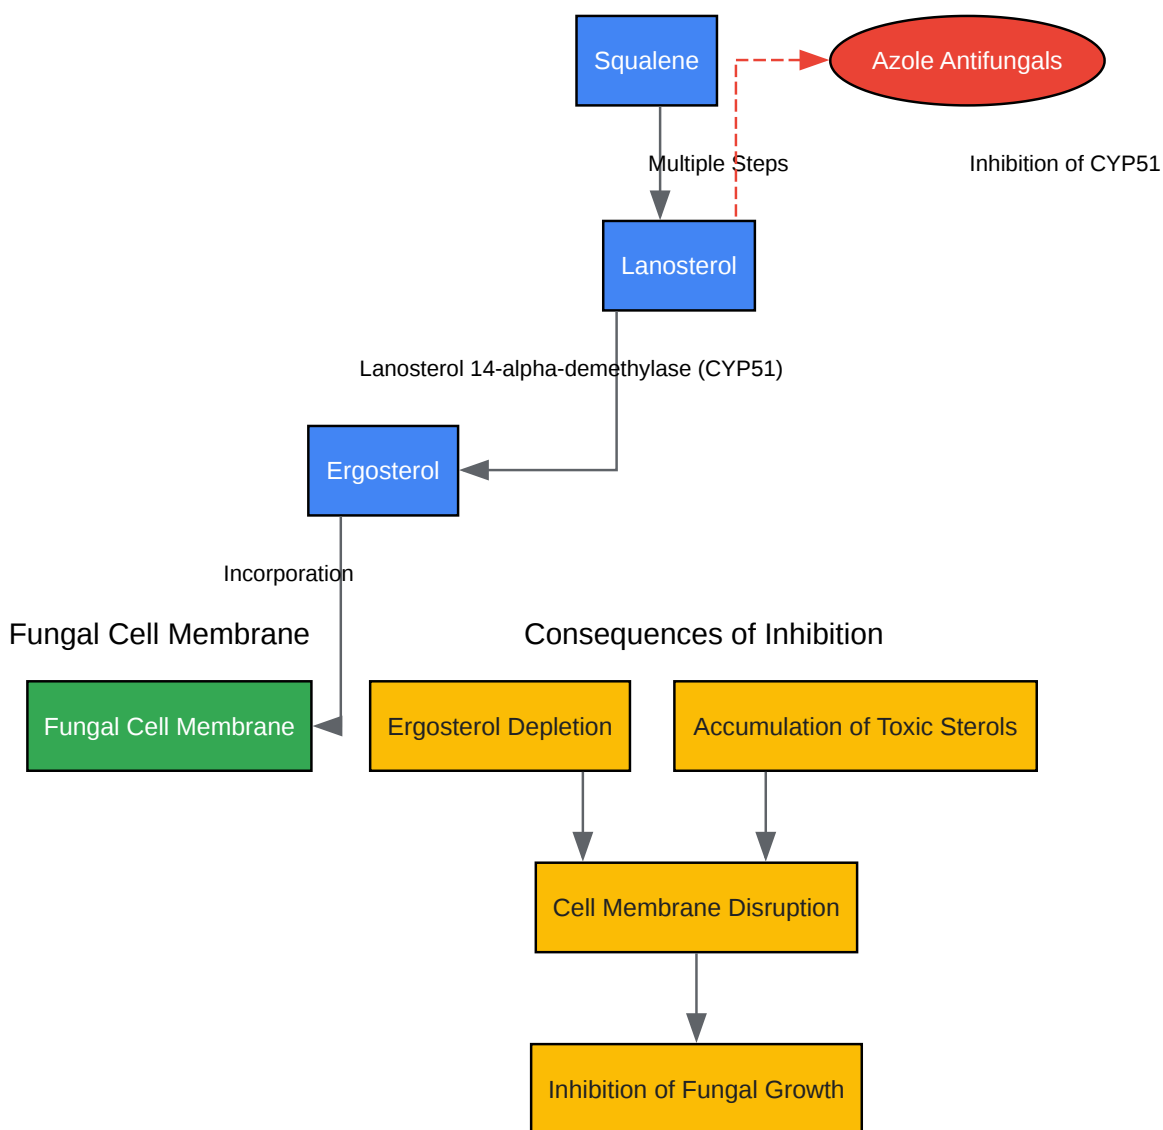 Squalene
Azole Antifungals
Multiple Steps
Inhibition of CYP51
Lanosterol
Lanosterol 14-alpha-demethylase (CYP51)
Ergosterol
Incorporation
Fungal Cell Membrane
Consequences of Inhibition
Fungal Cell Membrane
Ergosterol Depletion
Accumulation of Toxic Sterols
Cell Membrane Disruption
Inhibition of Fungal Growth